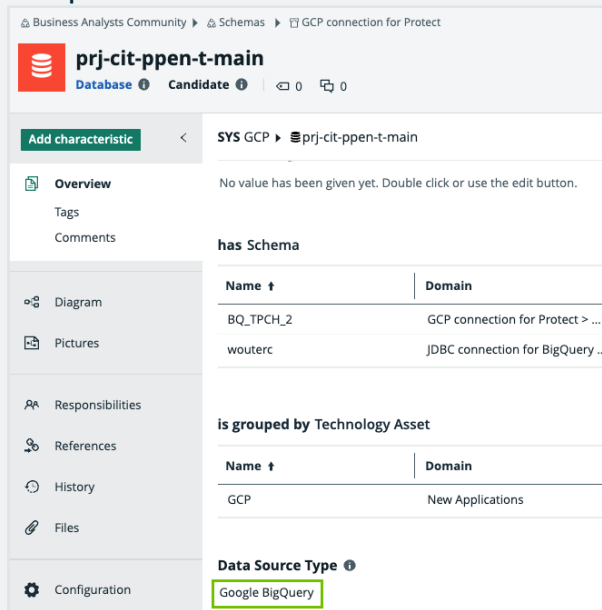 Business Analysts Community Schemas GCP connection for Protect
prj-cit-ppen-t-main
Database Candidate 0 0
Add characteristic
Overview
Tags
Comments
Diagram
Pictures
Responsibilities
References
History
Files
Configuration
SYS GCP prj-cit-ppen-t-main
No value has been given yet. Double click or use the edit button.
has Schema
Name Domain
BQ_TPCH_2 GCP connection for Protect > ...
wouterc JDBC connection for BigQuery ...
is grouped by Technology Asset
Name Domain
GCP New Applications
Data Source Type
Google BigQuery